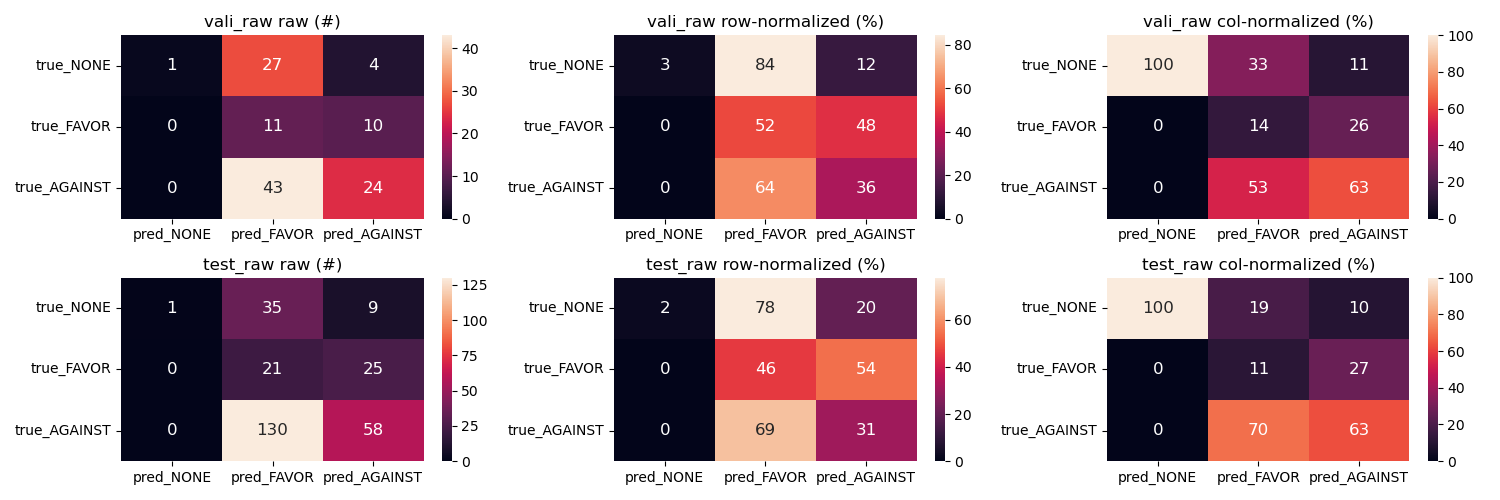 vali_raw raw (#)
true_NONE 1 27 4
true_FAVOR 0 11 10
true_AGAINST 0 43 24
pred_NONE pred_FAVOR pred_AGAINST
40
30
20
10
0
vali_raw row-normalized (%)
true_NONE 3 84 12
true_FAVOR 0 52 48
true_AGAINST 0 64 36
pred_NONE pred_FAVOR pred_AGAINST
80
60
40
20
0
vali_raw col-normalized (%)
true_NONE 100 33 11
true_FAVOR 0 14 26
true_AGAINST 0 53 63
pred_NONE pred_FAVOR pred_AGAINST
100
80
60
40
20
0
test_raw raw (#)
true_NONE 1 35 9
true_FAVOR 0 21 25
true_AGAINST 0 130 58
pred_NONE pred_FAVOR pred_AGAINST
125
100
75
50
25
0
test_raw row-normalized (%)
true_NONE 2 78 20
true_FAVOR 0 46 54
true_AGAINST 0 69 31
pred_NONE pred_FAVOR pred_AGAINST
60
40
20
0
test_raw col-normalized (%)
true_NONE 100 19 10
true_FAVOR 0 11 27
true_AGAINST 0 70 63
pred_NONE pred_FAVOR pred_AGAINST
100
80
60
40
20
0